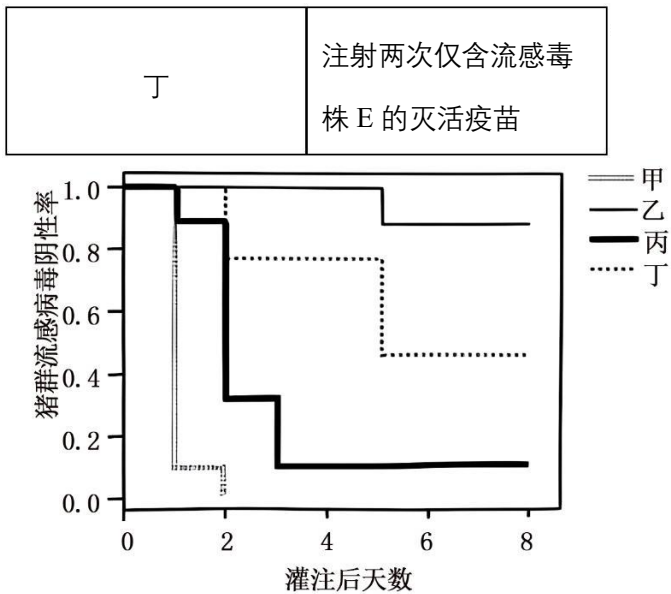 丁
注射两次仅含流感毒
株 E 的灭活疫苗
猪群流感病毒阴性率
1.0
0.8
0.6
0.4
0.2
0.0
0
2
4
6
8
灌注后天数
甲
乙
丙
丁